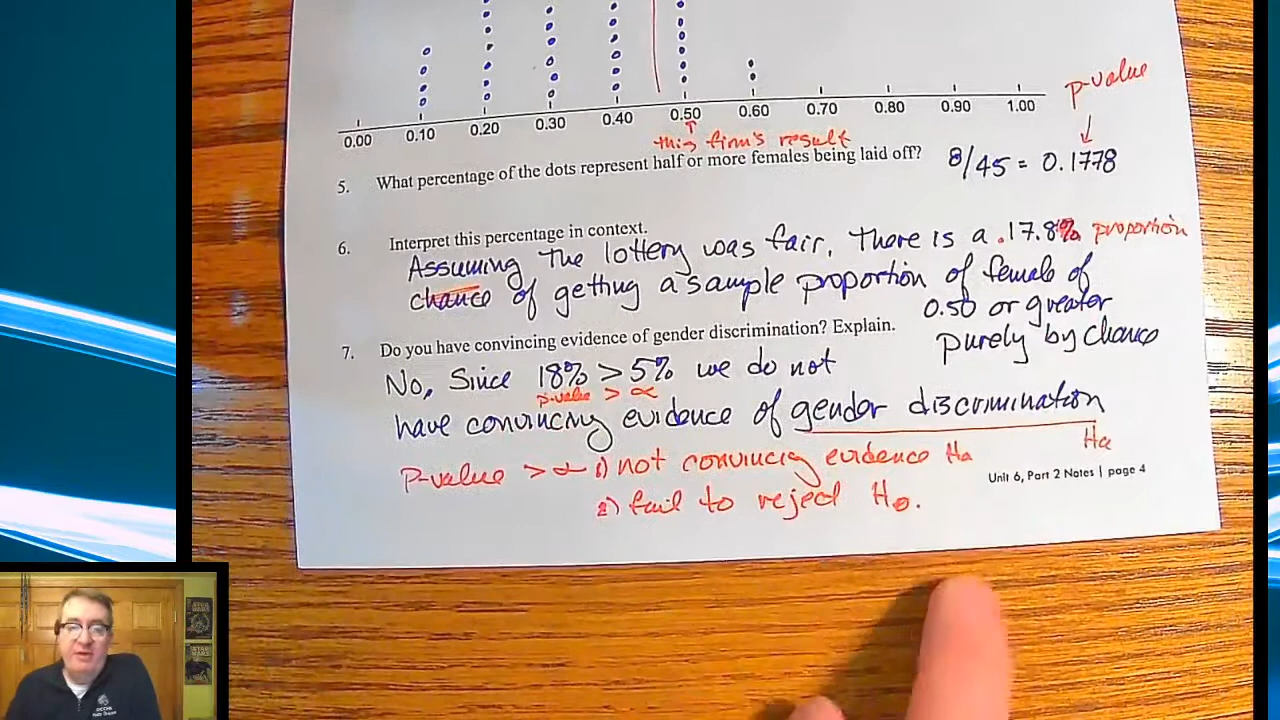 p-value
0.00 0.10 0.20 0.30 0.40 0.50 0.60 0.70 0.80 0.90 1.00
this firm's result
5. What percentage of the dots represent half or more females being laid off? 8/45 = 0.1778
6. Interpret this percentage in context.
Assuming the lottery was fair, there is a .17.8% proportion
chance of getting a sample proportion of female of
0.50 or greater
purely by chance
7. Do you have convincing evidence of gender discrimination? Explain.
No, Since 18% > 5% we do not
p-value > α
have convincing evidence of gender discrimination
Ha
P-value > α 1) not convincig evidence Ha
2) fail to reject Ho.
Unit 6, Part 2 Notes | page 4
STAR WARS
STAR WARS